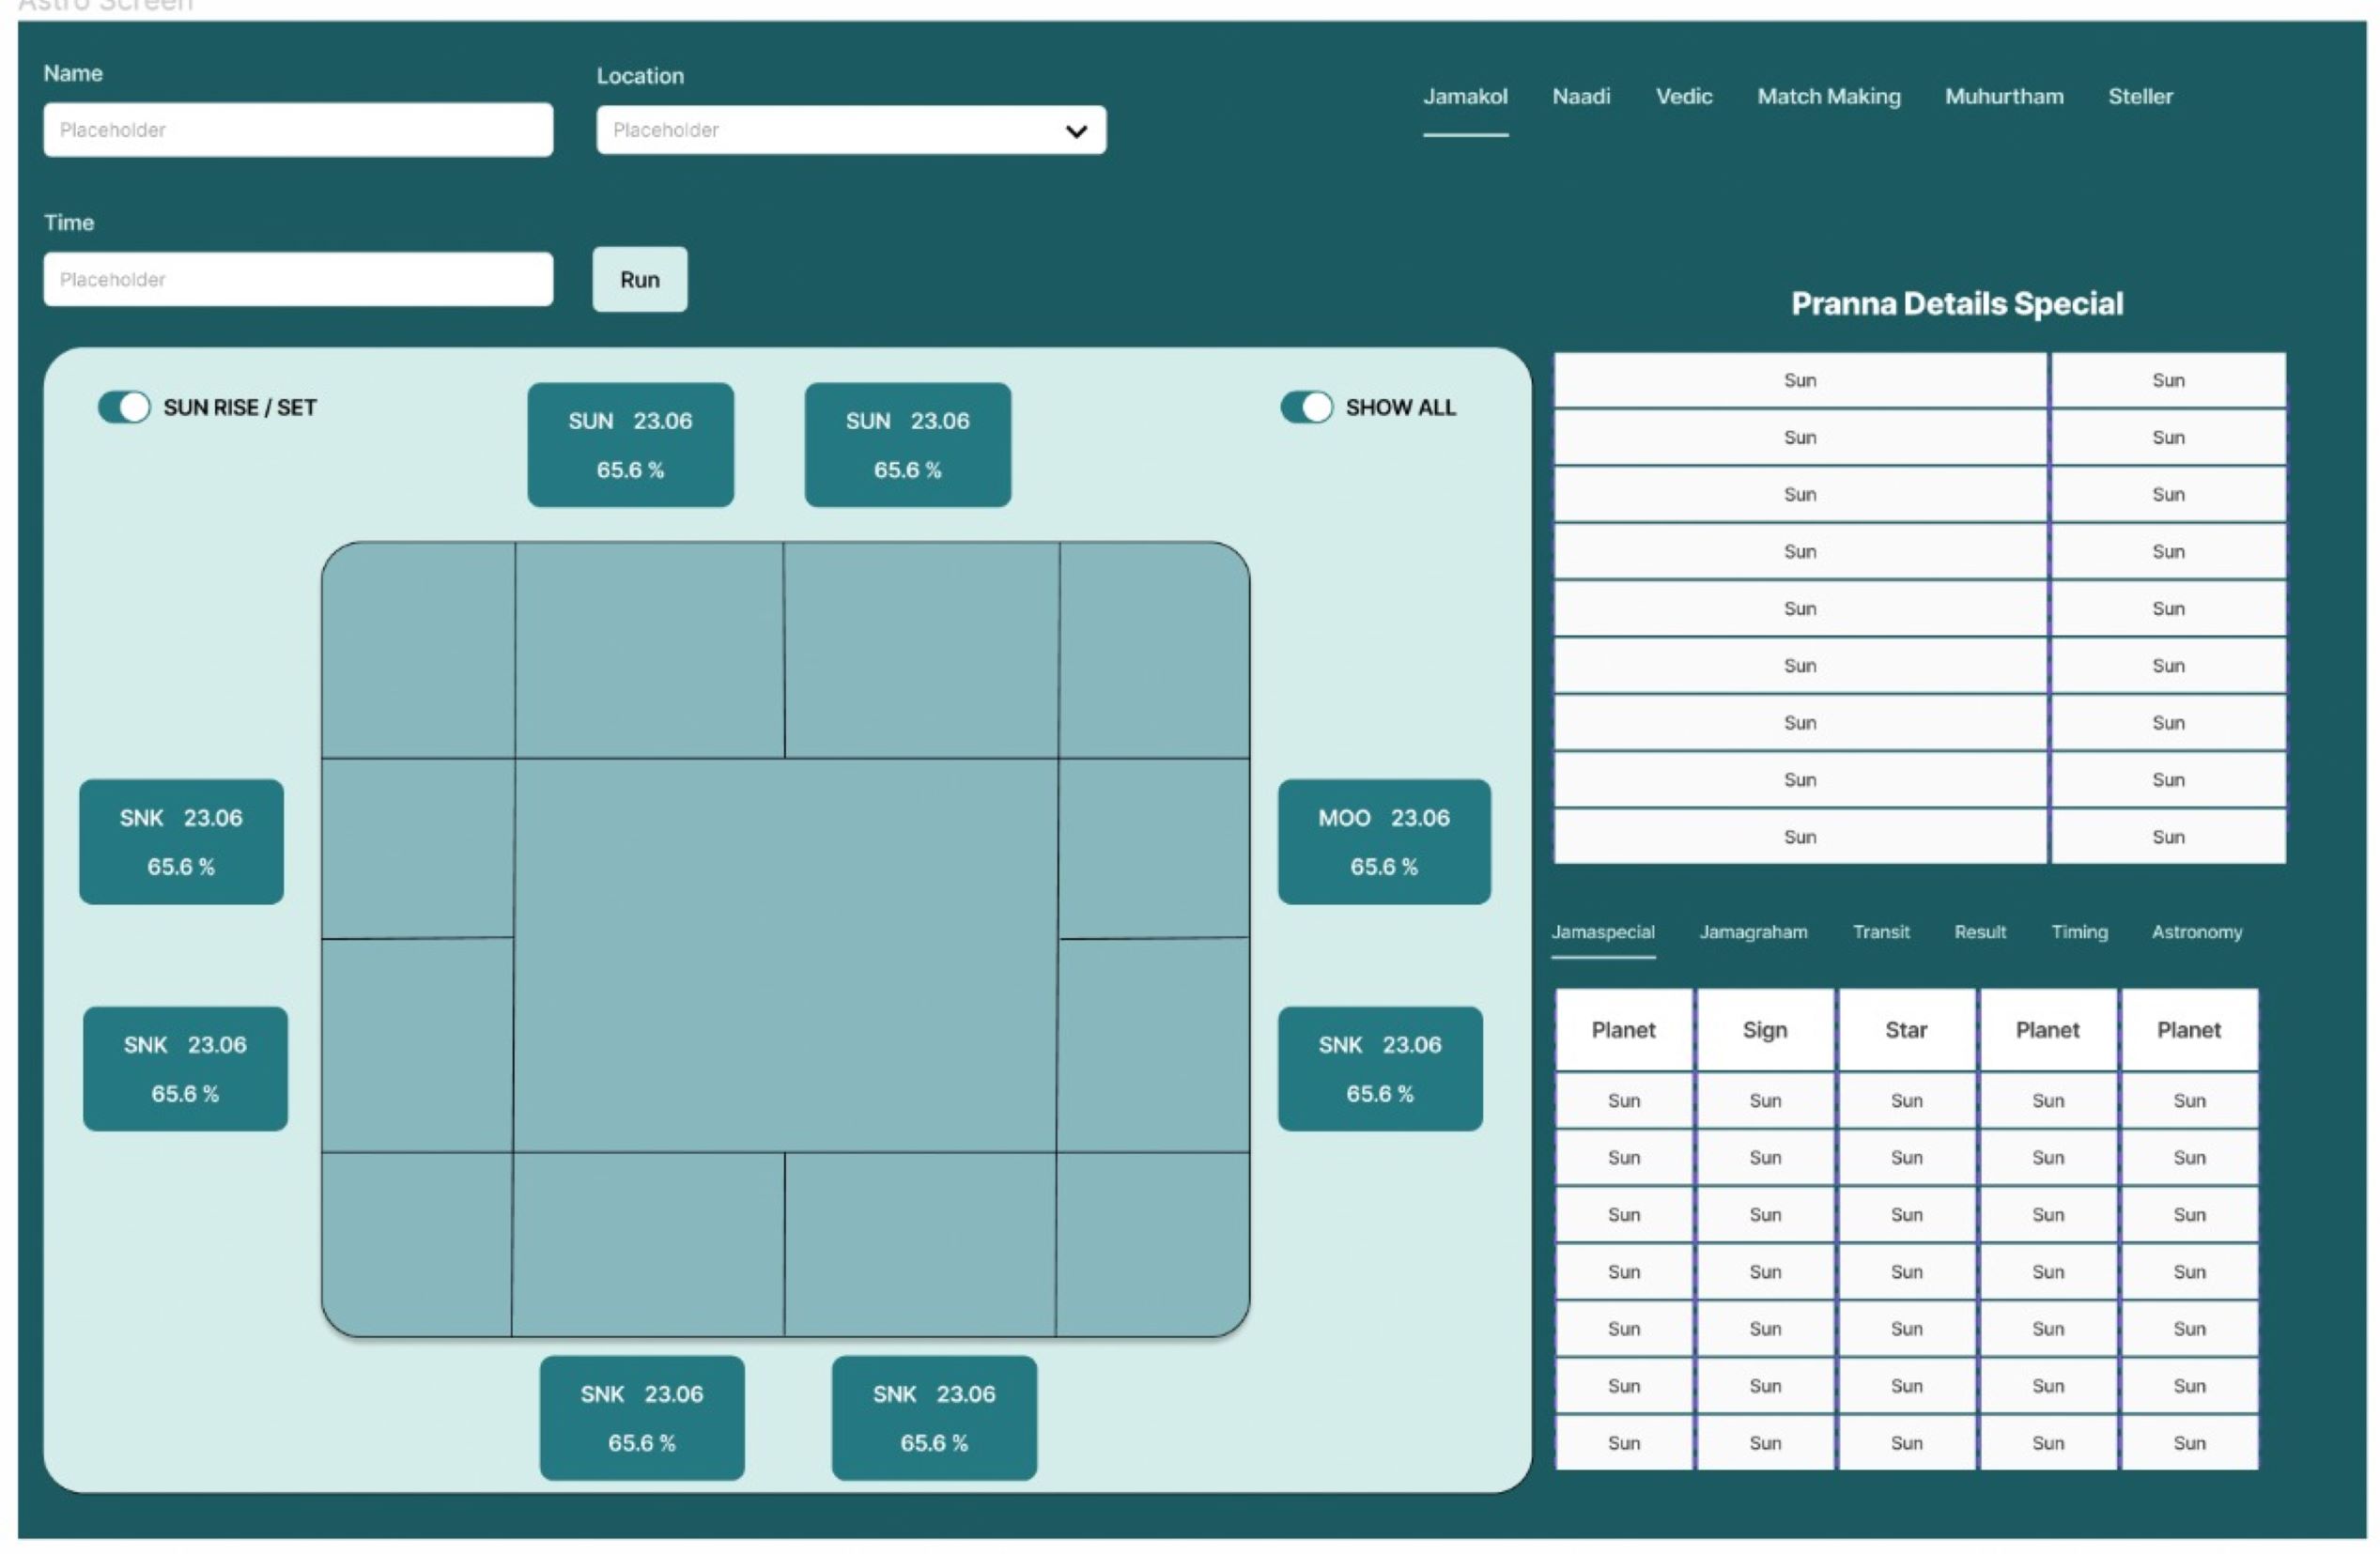 Astro Screen
Name
Placeholder
Location
Placeholder
Jamakol Naadi Vedic Match Making Muhurtham Steller
Time
Placeholder
Run
SUN RISE / SET
SUN 23.06
65.6 %
SUN 23.06
65.6 %
SHOW ALL
SNK 23.06
65.6 %
MOO 23.06
65.6 %
SNK 23.06
65.6 %
SNK 23.06
65.6 %
SNK 23.06
65.6 %
SNK 23.06
65.6 %
Pranna Details Special
Sun Sun
Sun Sun
Sun Sun
Sun Sun
Sun Sun
Sun Sun
Sun Sun
Sun Sun
Sun Sun
Jamaspecial Jamagraham Transit Result Timing Astronomy
Planet Sign Star Planet Planet
Sun Sun Sun Sun Sun
Sun Sun Sun Sun Sun
Sun Sun Sun Sun Sun
Sun Sun Sun Sun Sun
Sun Sun Sun Sun Sun
Sun Sun Sun Sun Sun
Sun Sun Sun Sun Sun